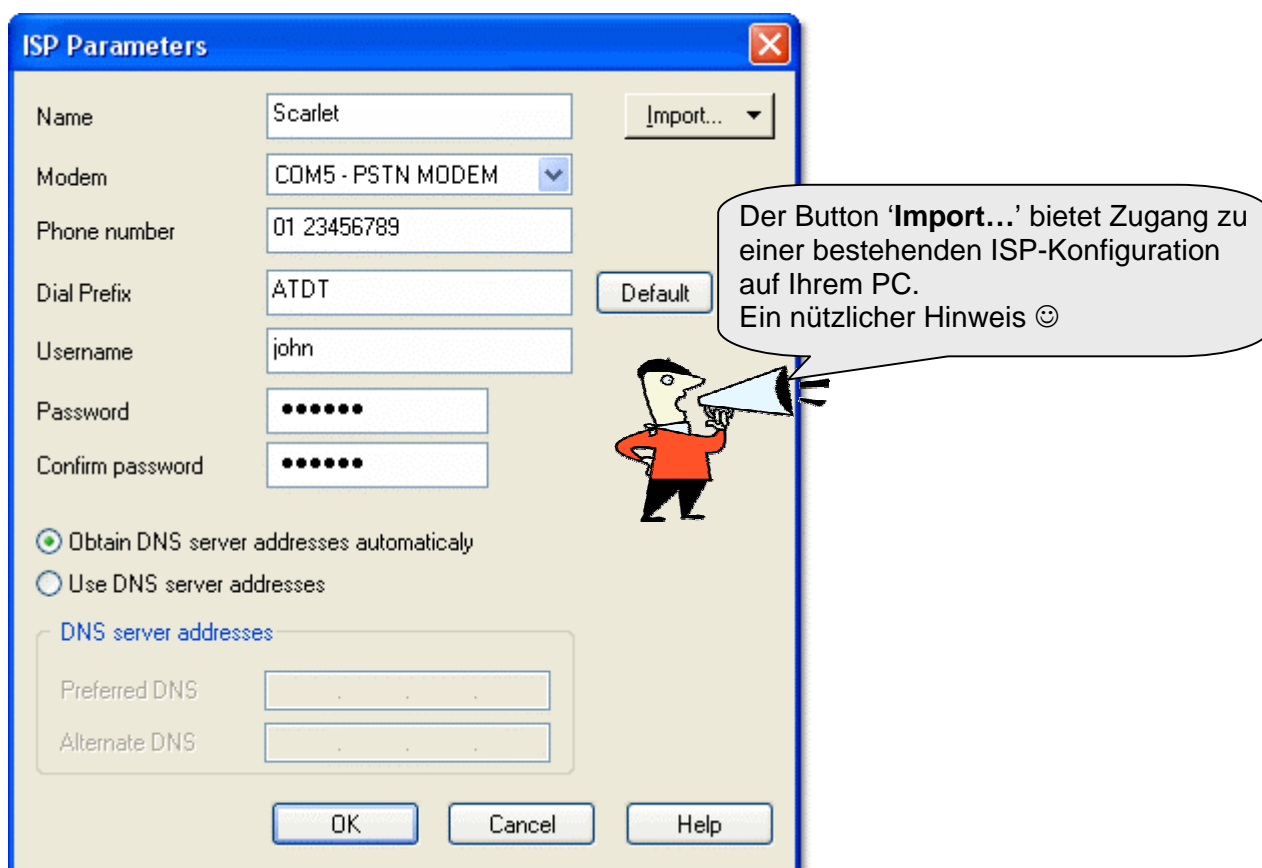 ISP Parameters
Name
Scarlet
Import...
Modem
COM5 - PSTN MODEM
Phone number
01 23456789
Dial Prefix
ATDT
Default
Username
john
Password
••••••
Confirm password
••••••
Obtain DNS server addresses automaticaly
Use DNS server addresses
DNS server addresses
Preferred DNS
Alternate DNS
OK
Cancel
Help
Der Button ‘Import…’ bietet Zugang zu
einer bestehenden ISP-Konfiguration
auf Ihrem PC.
Ein nützlicher Hinweis ☺